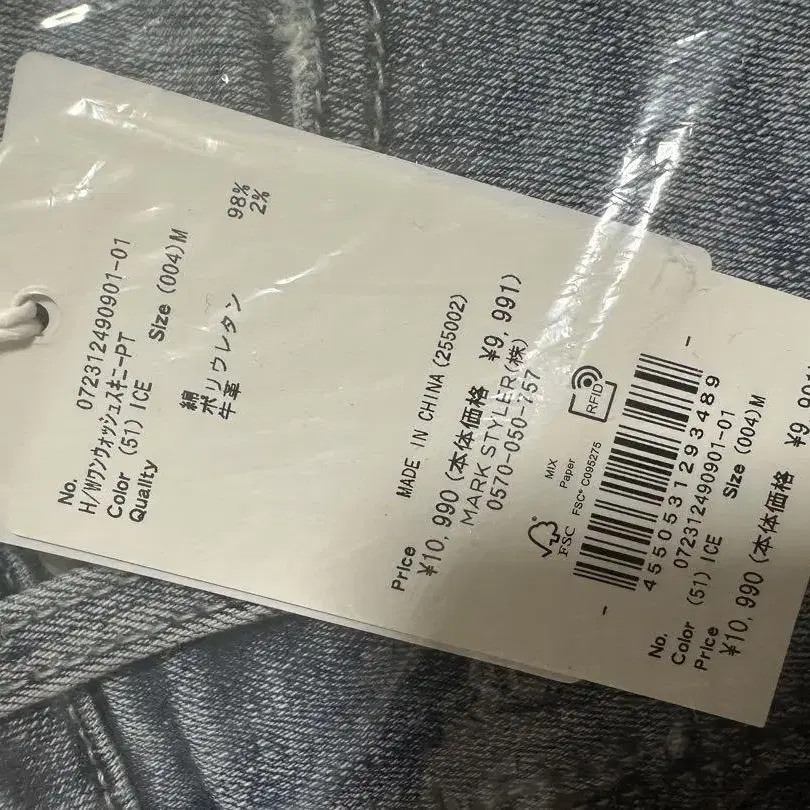 No. 072312490901-01
H/Wワンウォッシュスキニ―PT
Color (51) ICE Size (004)M
Quality
綿 98%
ポリウレタン 2%
牛革
MADE IN CHINA (255002)
Price
¥10,990 (本体価格 ¥9,991)
MARK STYLER(株)
0570-050-757
FSC
MIX
Paper
FSC® C095275
RFID
4550531293489
No. 072312490901-01
Color (51) ICE Size (004)M
Price
¥10,990 (本体価格 ¥9,991)